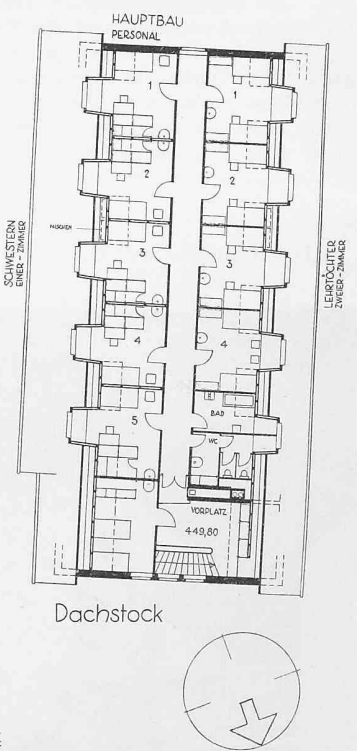 HAUPTBAU
PERSONAL
1
1
2
2
SCHWESTERN
EINER-ZIMMER
NISCHEN
3
3
LEHRTÖCHTER
ZWEIER-ZIMMER
4
4
5
BAD
WC
VORPLATZ
449,80
Dachstock